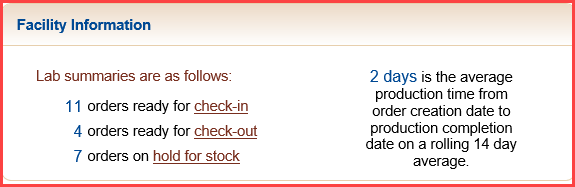 Facility Information
Lab summaries are as follows:
11 orders ready for check-in
4 orders ready for check-out
7 orders on hold for stock
2 days is the average
production time from
order creation date to
production completion
date on a rolling 14 day
average.